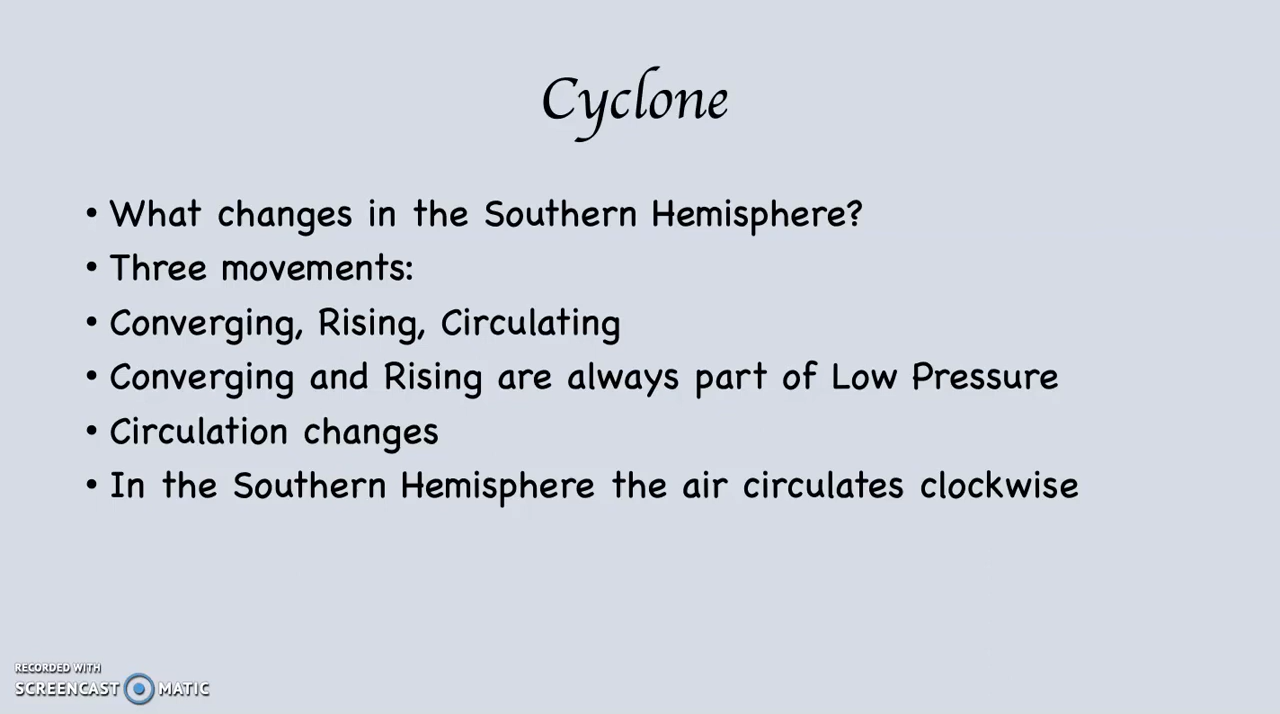 Cyclone
• What changes in the Southern Hemisphere?
• Three movements:
• Converging, Rising, Circulating
• Converging and Rising are always part of Low Pressure
• Circulation changes
• In the Southern Hemisphere the air circulates clockwise
RECORDED WITH
SCREENCAST MATIC